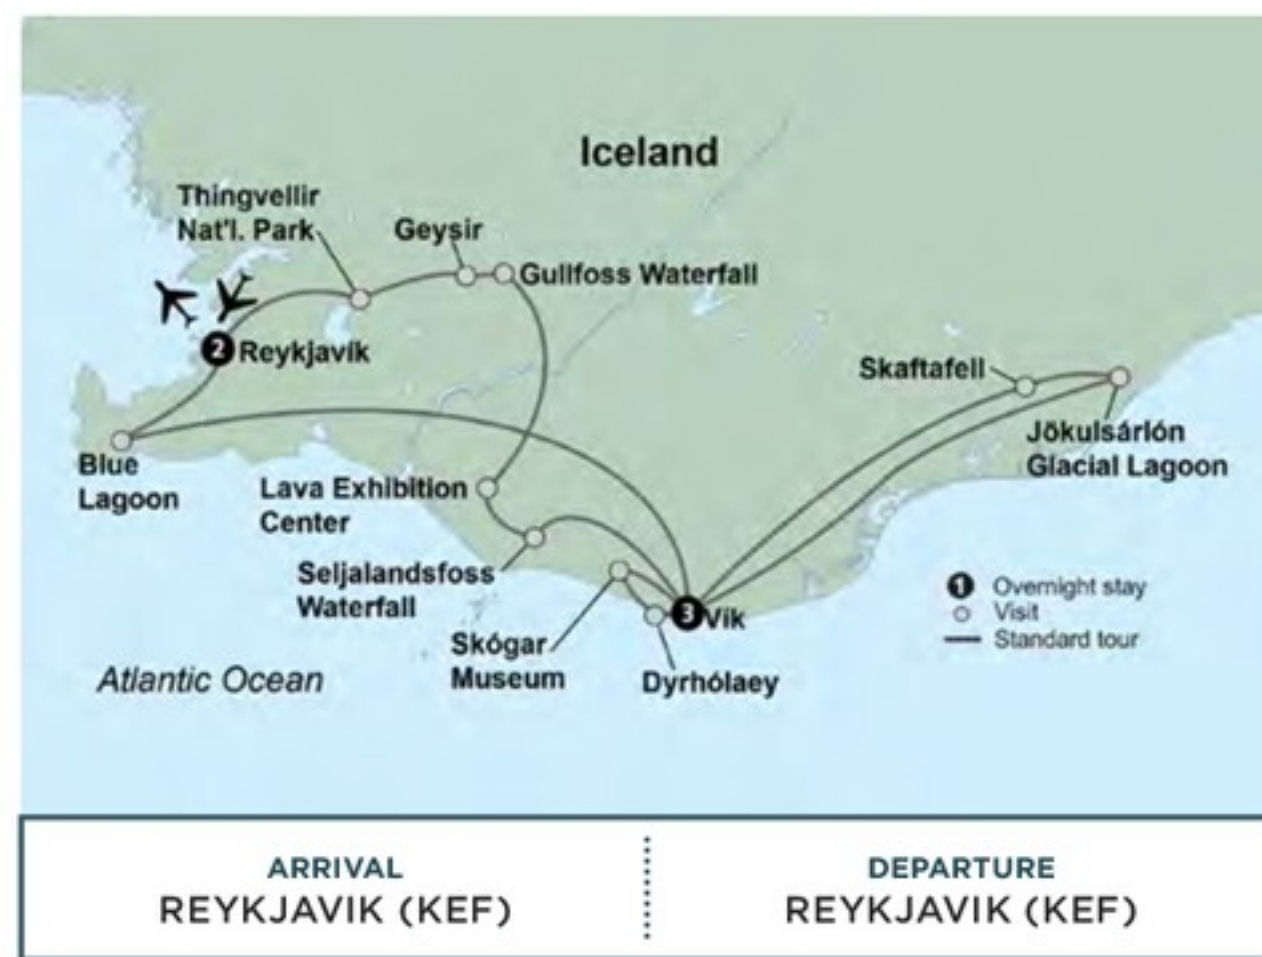 Iceland
Thingvellir
Nat'l. Park
Geysir
Gullfoss Waterfall
2
Reykjavík
Skaftafell
Jökulsárlón
Glacial Lagoon
Blue
Lagoon
Lava Exhibition
Center
Seljalandsfoss
Waterfall
3
Vík
Skógar
Museum
Dyrhólaey
Atlantic Ocean
1 Overnight stay
Visit
Standard tour
ARRIVAL
REYKJAVIK (KEF)
DEPARTURE
REYKJAVIK (KEF)